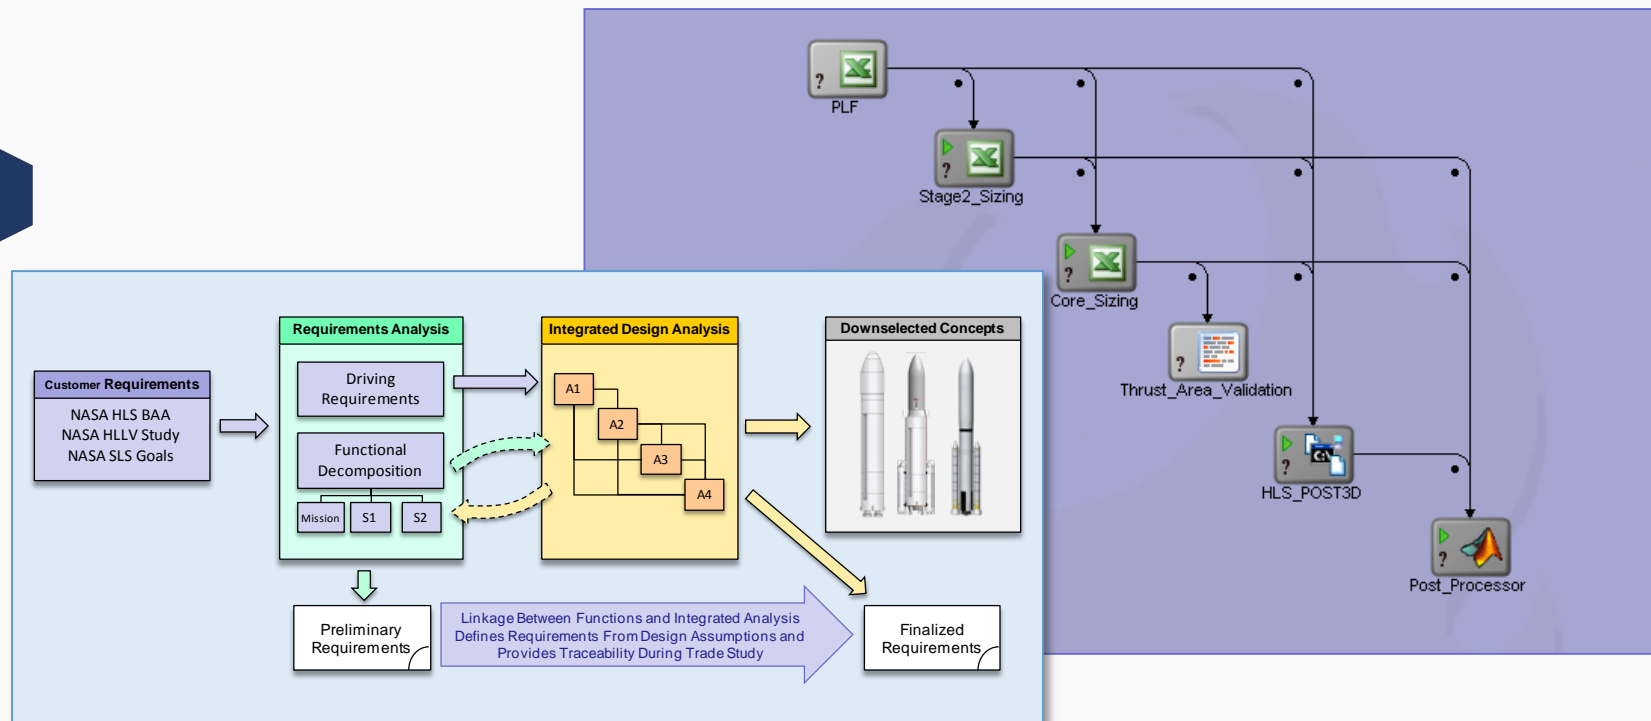 ?
PLF
?
Stage2_Sizing
?
Core_Sizing
?
Thrust_Area_Validation
C:\
?
HLS_POST3D
?
Post_Processor
Customer Requirements
NASA HLS BAA
NASA HLLV Study
NASA SLS Goals
Requirements Analysis
Driving
Requirements
Functional
Decomposition
Mission
S1
S2
Integrated Design Analysis
A1
A2
A3
A4
Downselected Concepts
Preliminary
Requirements
Linkage Between Functions and Integrated Analysis
Defines Requirements From Design Assumptions and
Provides Traceability During Trade Study
Finalized
Requirements